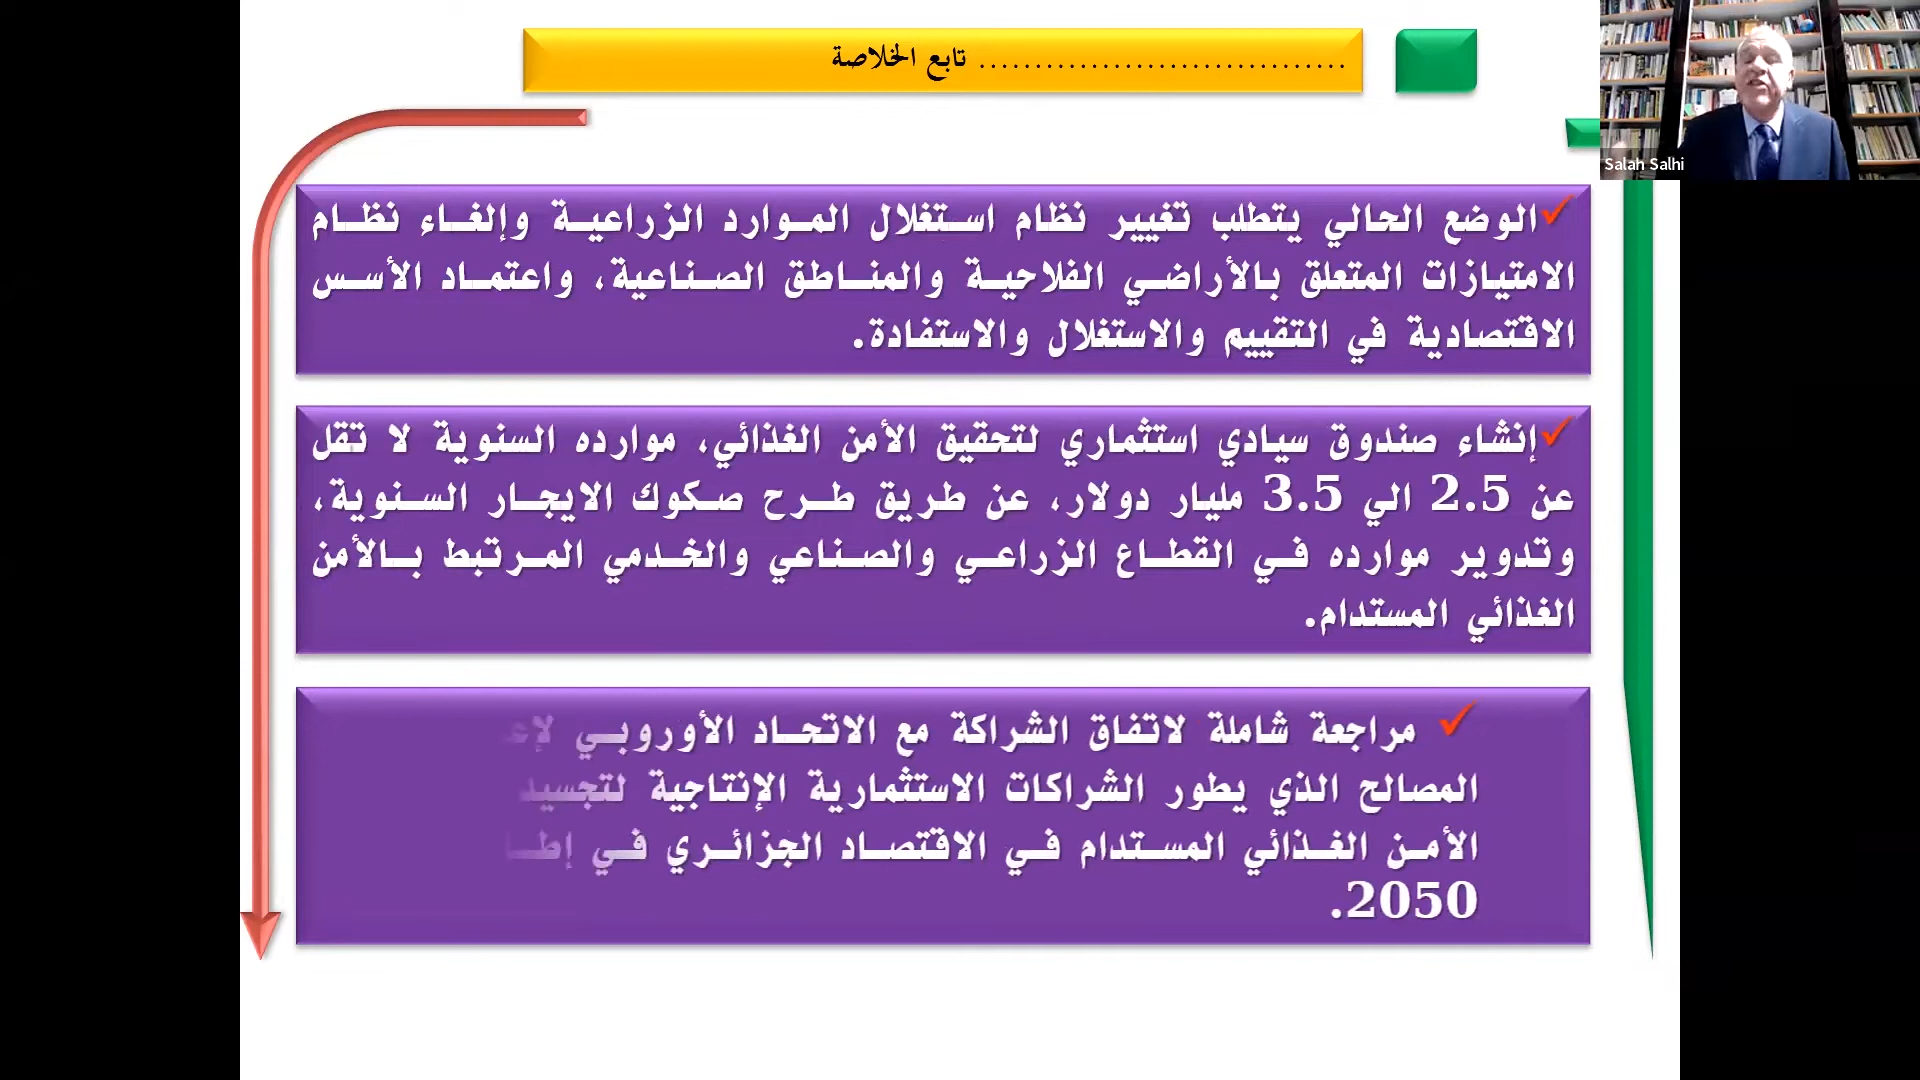 تابع الخلاصة .................................
Salah Salhi
✓الوضع الحالي يتطلب تغيير نظام استغلال الموارد الزراعية وإلغاء نظام
الامتيازات المتعلق بالأراضي الفلاحية والمناطق الصناعية، واعتماد الأسس
الاقتصادية في التقييم والاستغلال والاستفادة.
✓إنشاء صندوق سيادي استثماري لتحقيق الأمن الغذائي، موارده السنوية لا تقل
عن 2.5 الي 3.5 مليار دولار، عن طريق طرح صكوك الايجار السنوية،
وتدوير موارده في القطاع الزراعي والصناعي والخدمي المرتبط بالأمن
الغذائي المستدام.
✓ مراجعة شاملة لاتفاق الشراكة مع الاتحاد الأوروبي
المصالح الذي يطور الشراكات الاستثمارية الإنتاجية لتجسيد
الأمن الغذائي المستدام في الاقتصاد الجزائري في
2050.